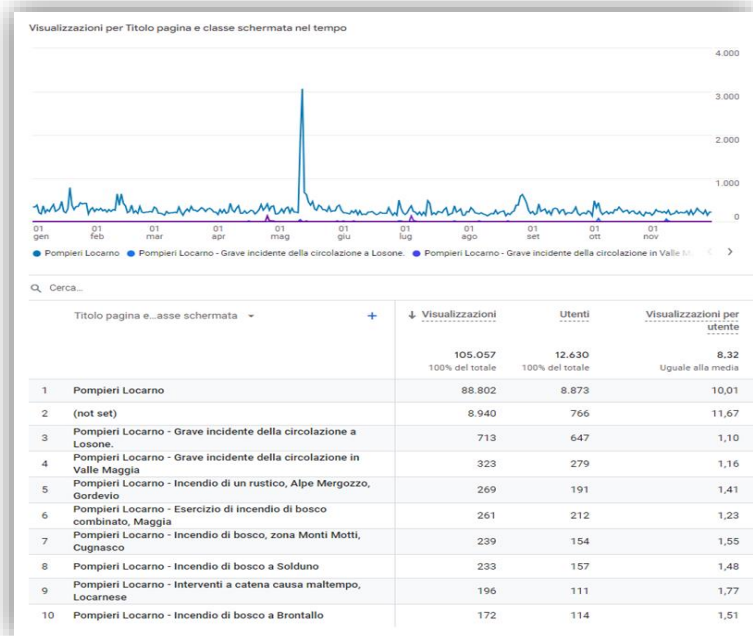 Visualizzazioni per Titolo pagina e classe schermata nel tempo
4.000
3.000
2.000
1.000
0
01 gen 01 feb 01 mar 01 apr 01 mag 01 giu 01 lug 01 ago 01 set 01 ott 01 nov
Pompieri Locarno Pompieri Locarno - Grave incidente della circolazione a Losone. Pompieri Locarno - Grave incidente della circolazione in Valle M
Cerca...
Titolo pagina e...asse schermata + ↓ Visualizzazioni Utenti Visualizzazioni per
utente
105.057 12.630 8,32
100% del totale 100% del totale Uguale alla media
1 Pompieri Locarno 88.802 8.873 10,01
2 (not set) 8.940 766 11,67
3 Pompieri Locarno - Grave incidente della circolazione a
Losone. 713 647 1,10
4 Pompieri Locarno - Grave incidente della circolazione in
Valle Maggia 323 279 1,16
5 Pompieri Locarno - Incendio di un rustico, Alpe Mergozzo,
Gordevio 269 191 1,41
6 Pompieri Locarno - Esercizio di incendio di bosco
combinato, Maggia 261 212 1,23
7 Pompieri Locarno - Incendio di bosco, zona Monti Motti,
Cugnasco 239 154 1,55
8 Pompieri Locarno - Incendio di bosco a Solduno 233 157 1,48
9 Pompieri Locarno - Interventi a catena causa maltempo,
Locarnese 196 111 1,77
10 Pompieri Locarno - Incendio di bosco a Brontallo 172 114 1,51